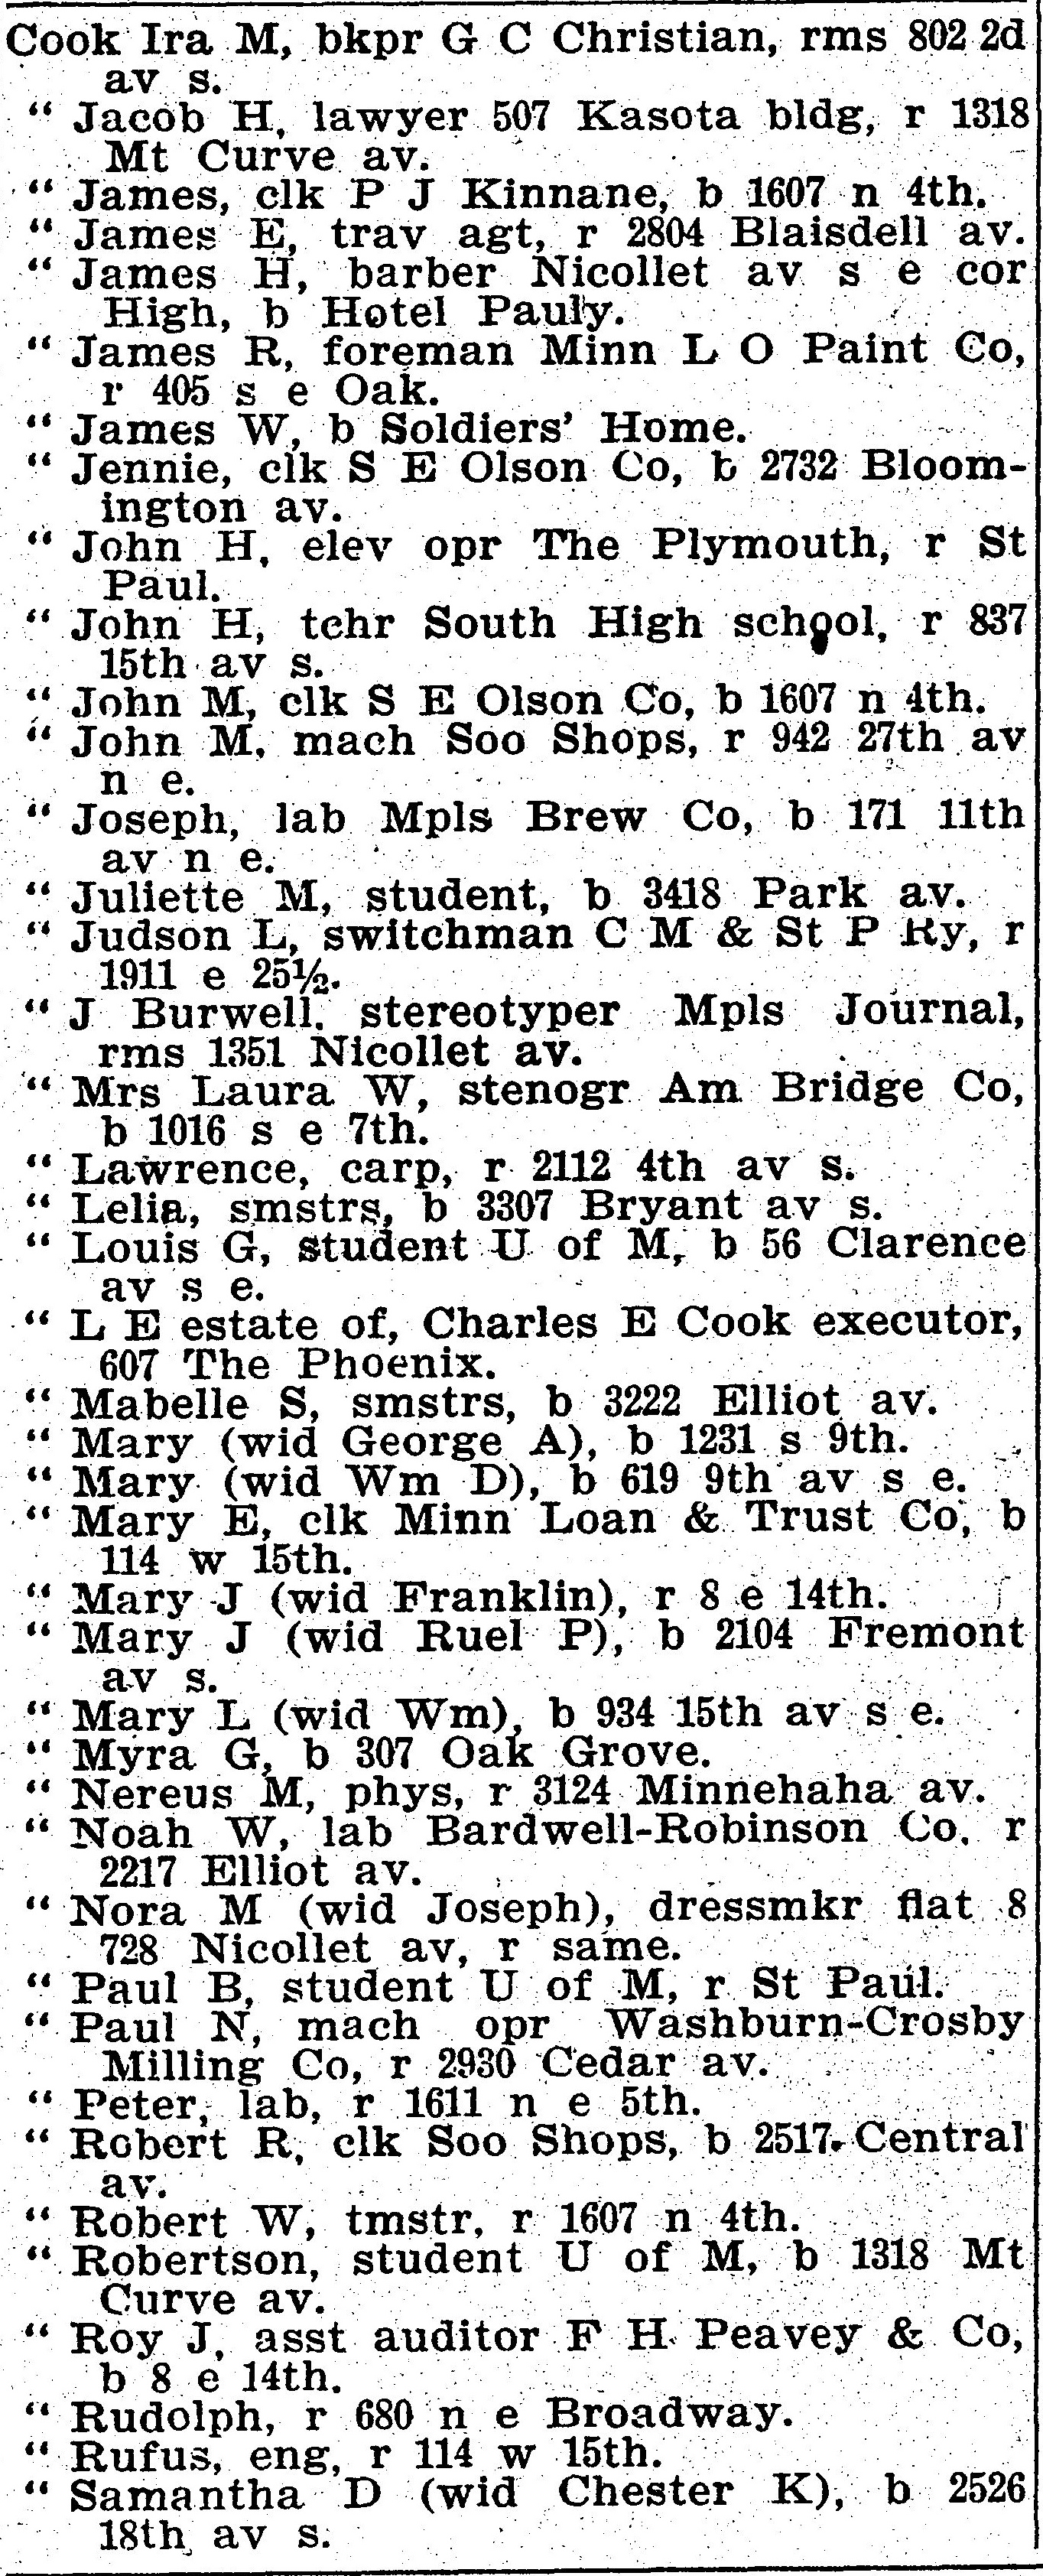 Cook Ira M, bkpr G C Christian, rms 802 2d
av s.
“ Jacob H, lawyer 507 Kasota bldg, r 1318
Mt Curve av.
“ James, clk P J Kinnane, b 1607 n 4th.
“ James E, trav agt, r 2804 Blaisdell av.
“ James H, barber Nicollet av s e cor
High, b Hotel Pauly.
“ James R, foreman Minn L O Paint Co,
r 405 s e Oak.
“ James W, b Soldiers’ Home.
“ Jennie, clk S E Olson Co, b 2732 Bloom-
ington av.
“ John H, elev opr The Plymouth, r St
Paul.
“ John H, tchr South High school, r 837
15th av s.
“ John M, clk S E Olson Co, b 1607 n 4th.
“ John M, mach Soo Shops, r 942 27th av
n e.
“ Joseph, lab Mpls Brew Co, b 171 11th
av n e.
“ Juliette M, student, b 3418 Park av.
“ Judson L, switchman C M & St P Ry, r
1911 e 25½.
“ J Burwell, stereotyper Mpls Journal,
rms 1351 Nicollet av.
“ Mrs Laura W, stenogr Am Bridge Co,
b 1016 s e 7th.
“ Lawrence, carp, r 2112 4th av s.
“ Lelia, smstrs, b 3307 Bryant av s.
“ Louis G, student U of M, b 56 Clarence
av s e.
“ L E estate of, Charles E Cook executor,
607 The Phoenix.
“ Mabelle S, smstrs, b 3222 Elliot av.
“ Mary (wid George A), b 1231 s 9th.
“ Mary (wid Wm D), b 619 9th av s e.
“ Mary E, clk Minn Loan & Trust Co, b
114 w 15th.
“ Mary J (wid Franklin), r 8 e 14th.
“ Mary J (wid Ruel P), b 2104 Fremont
av s.
“ Mary L (wid Wm), b 934 15th av s e.
“ Myra G, b 307 Oak Grove.
“ Nereus M, phys, r 3124 Minnehaha av.
“ Noah W, lab Bardwell-Robinson Co, r
2217 Elliot av.
“ Nora M (wid Joseph), dressmkr flat 8
728 Nicollet av, r same.
“ Paul B, student U of M, r St Paul.
“ Paul N, mach opr Washburn-Crosby
Milling Co, r 2930 Cedar av.
“ Peter, lab, r 1611 n e 5th.
“ Robert R, clk Soo Shops, b 2517 Central
av.
“ Robert W, tmstr, r 1607 n 4th.
“ Robertson, student U of M, b 1318 Mt
Curve av.
“ Roy J, asst auditor F H Peavey & Co,
b 8 e 14th.
“ Rudolph, r 680 n e Broadway.
“ Rufus, eng, r 114 w 15th.
“ Samantha D (wid Chester K), b 2526
18th av s.